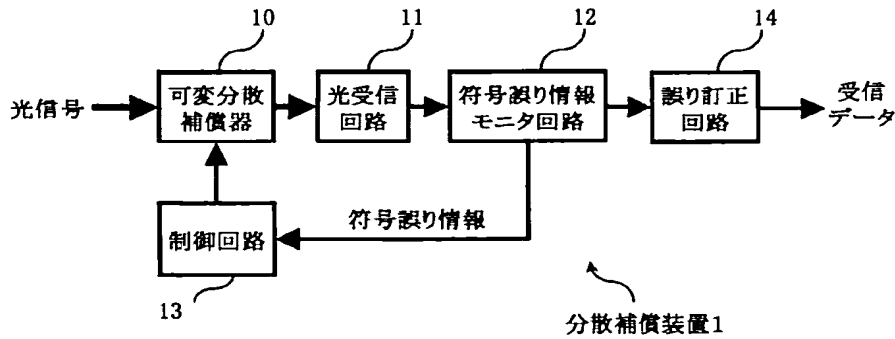 10
11
12
14
光信号
可変分散
補償器
光受信
回路
符号誤り情報
モニタ回路
誤り訂正
回路
受信
データ
制御回路
符号誤り情報
13
分散補償装置1